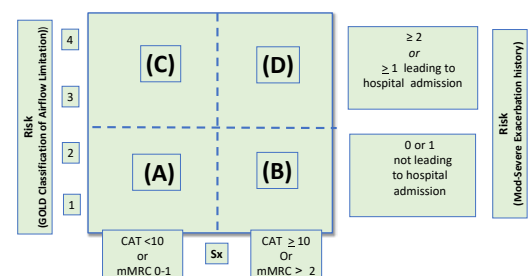 Risk
(GOLD Classification of Airflow Limitation))
4
3
2
1
(C)
(D)
(A)
(B)
≥ 2
or
> 1 leading to
hospital admission
0 or 1
not leading
to hospital
admission
Risk
(Mod-Severe Exacerbation history)
CAT <10
or
mMRC 0-1
Sx
CAT > 10
Or
mMRC > 2